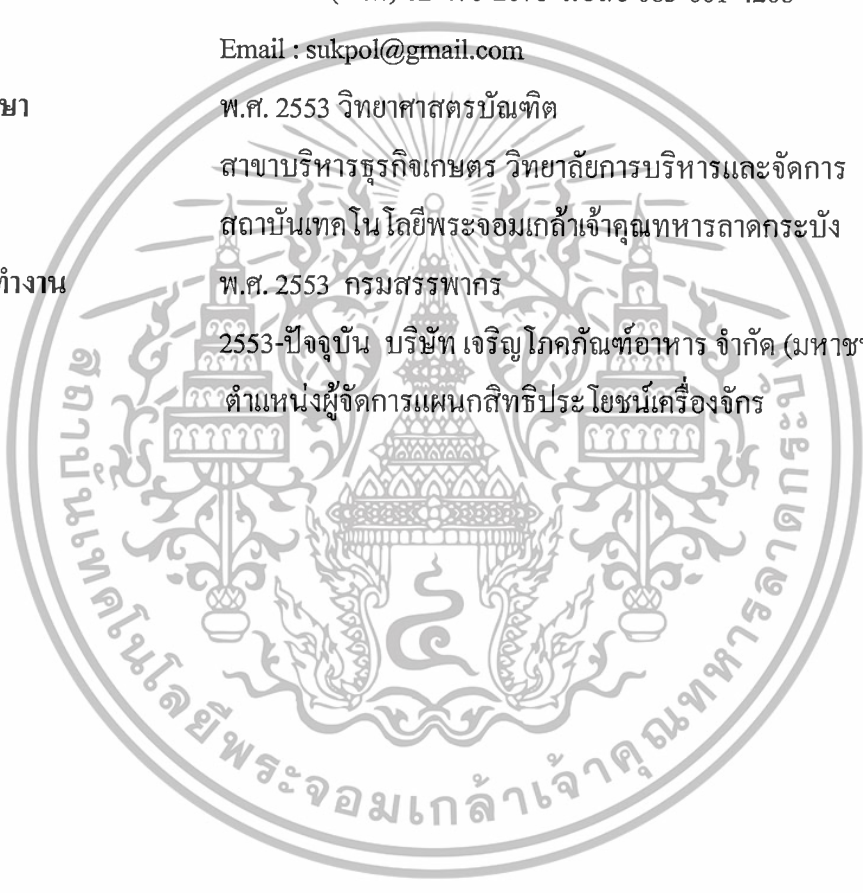 Email : sukpol@gmail.com
ษา พ.ศ. 2553 วิทยาศาสตรบัณฑิต
สาขาบริหารธุรกิจเกษตร วิทยาลัยการบริหารและจัดการ
สถาบันเทคโนโลยีพระจอมเกล้าเจ้าคุณทหารลาดกระบัง
ทำงาน พ.ศ. 2553 กรมสรรพากร
2553-ปัจจุบัน บริษัท เจริญโภคภัณฑ์อาหาร จำกัด (มหาช
ตำแหน่งผู้จัดการแผนกสิทธิประโยชน์เครื่องจักร
สถาบันเทคโนโลยีพระจอมเกล้าเจ้าคุณทหารลาดกระบัง